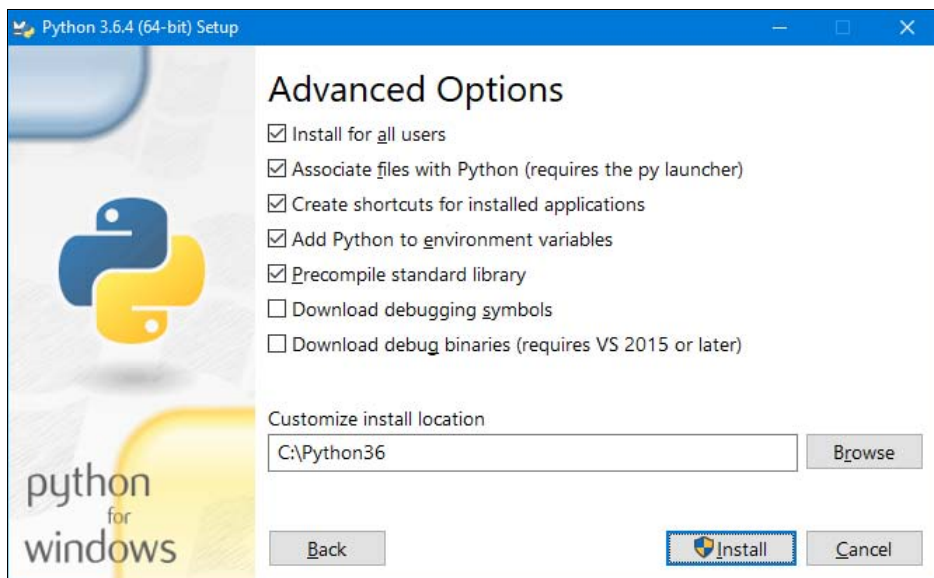 Python 3.6.4 (64-bit) Setup
Advanced Options
Install for all users
Associate files with Python (requires the py launcher)
Create shortcuts for installed applications
Add Python to environment variables
Precompile standard library
Download debugging symbols
Download debug binaries (requires VS 2015 or later)
Customize install location
C:\Python36
Browse
python
for
windows
Back
Install
Cancel